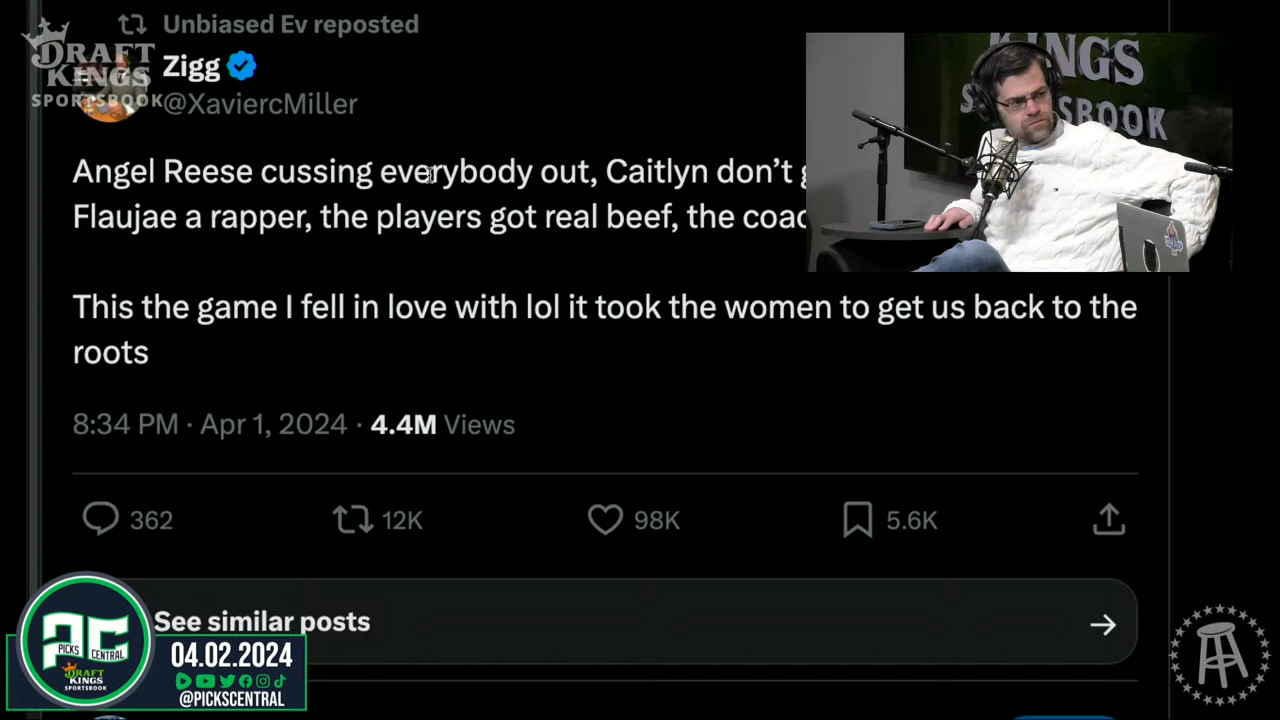 Unbiased Ev reposted
DRAFT
KINGS
SPORTSBOOK
Zigg
@XaviercMiller
Angel Reese cussing everybody out, Caitlyn don't
Flaujae a rapper, the players got real beef, the
This the game I fell in love with lol it took the women to get us back to the
roots
8:34 PM · Apr 1, 2024 · 4.4M Views
362 12K 98K 5.6K
See similar posts
KINGS
SPORTSBOOK
PICKS
CENTRAL
DRAFT
KINGS
SPORTSBOOK
04.02.2024
@PICKSCENTRAL